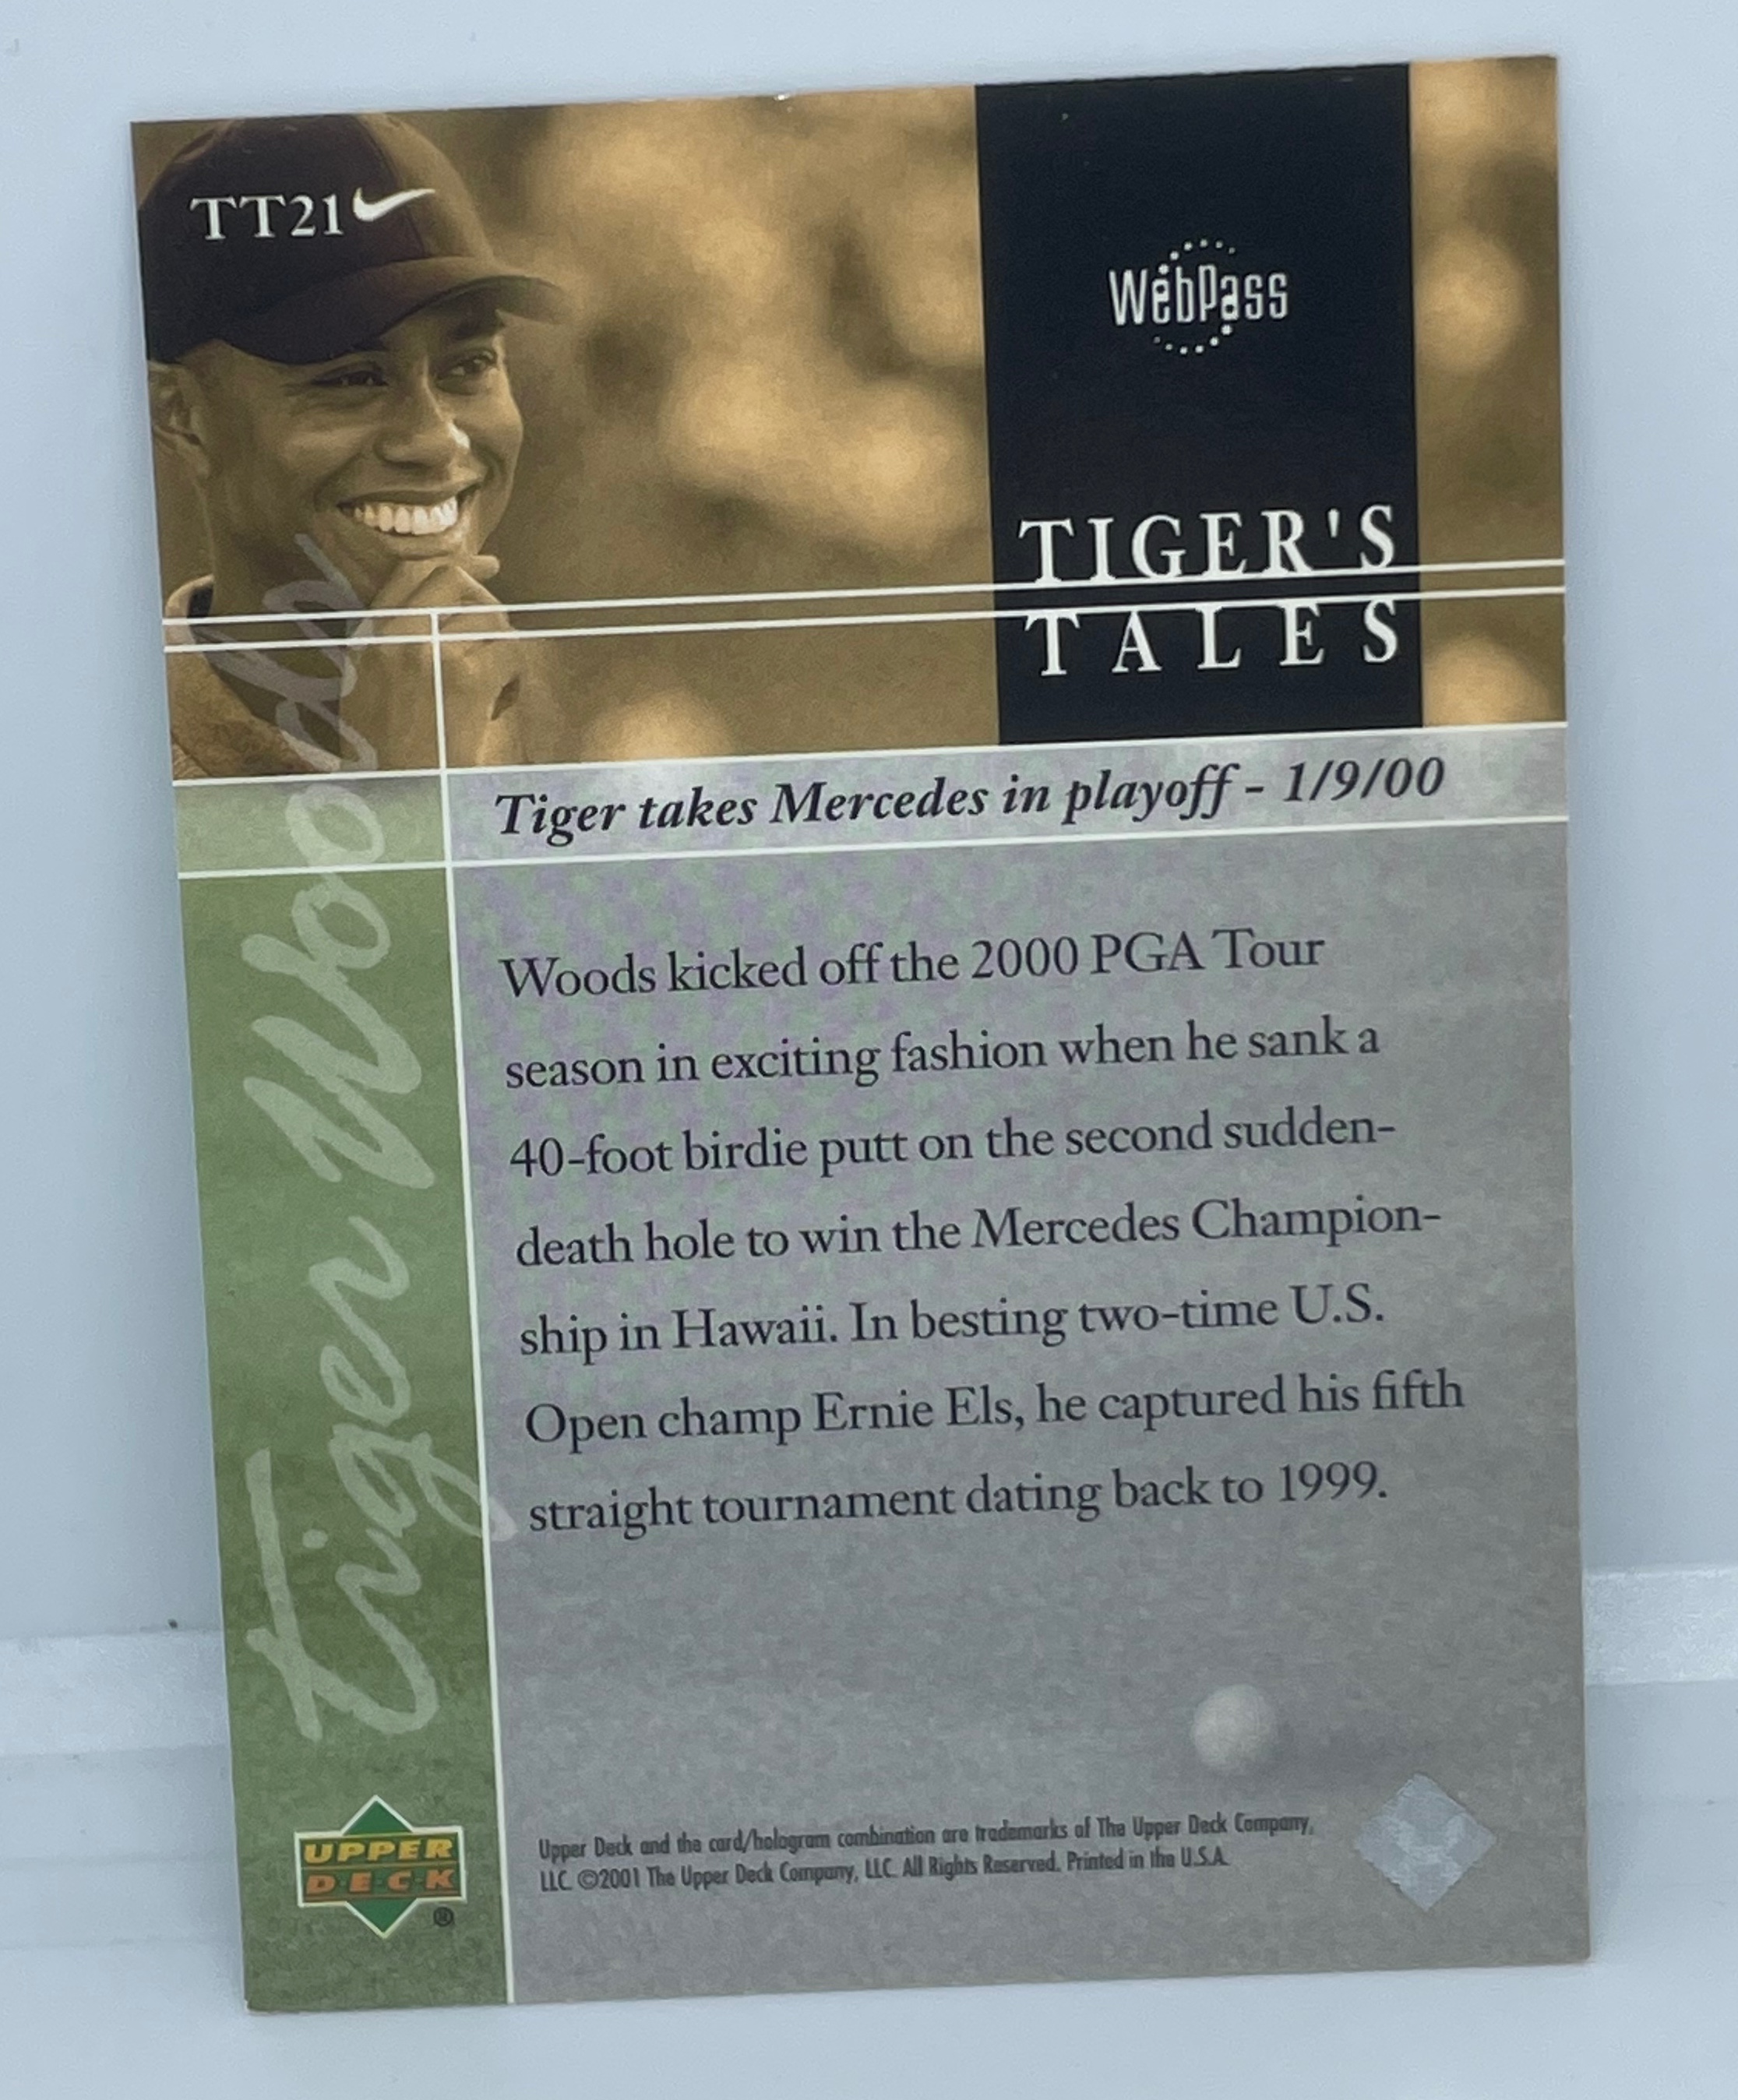 TT21
WebPass
TIGER'S
TALES
Tiger takes Mercedes in playoff - 1/9/00
Tiger Woods
Woods kicked off the 2000 PGA Tour
season in exciting fashion when he sank a
40-foot birdie putt on the second sudden-
death hole to win the Mercedes Champion-
ship in Hawaii. In besting two-time U.S.
Open champ Ernie Els, he captured his fifth
straight tournament dating back to 1999.
UPPER
DECK
®
Upper Deck and the card/hologram combination are trademarks of The Upper Deck Company,
LLC. ©2001 The Upper Deck Company, LLC. All Rights Reserved. Printed in the U.S.A.